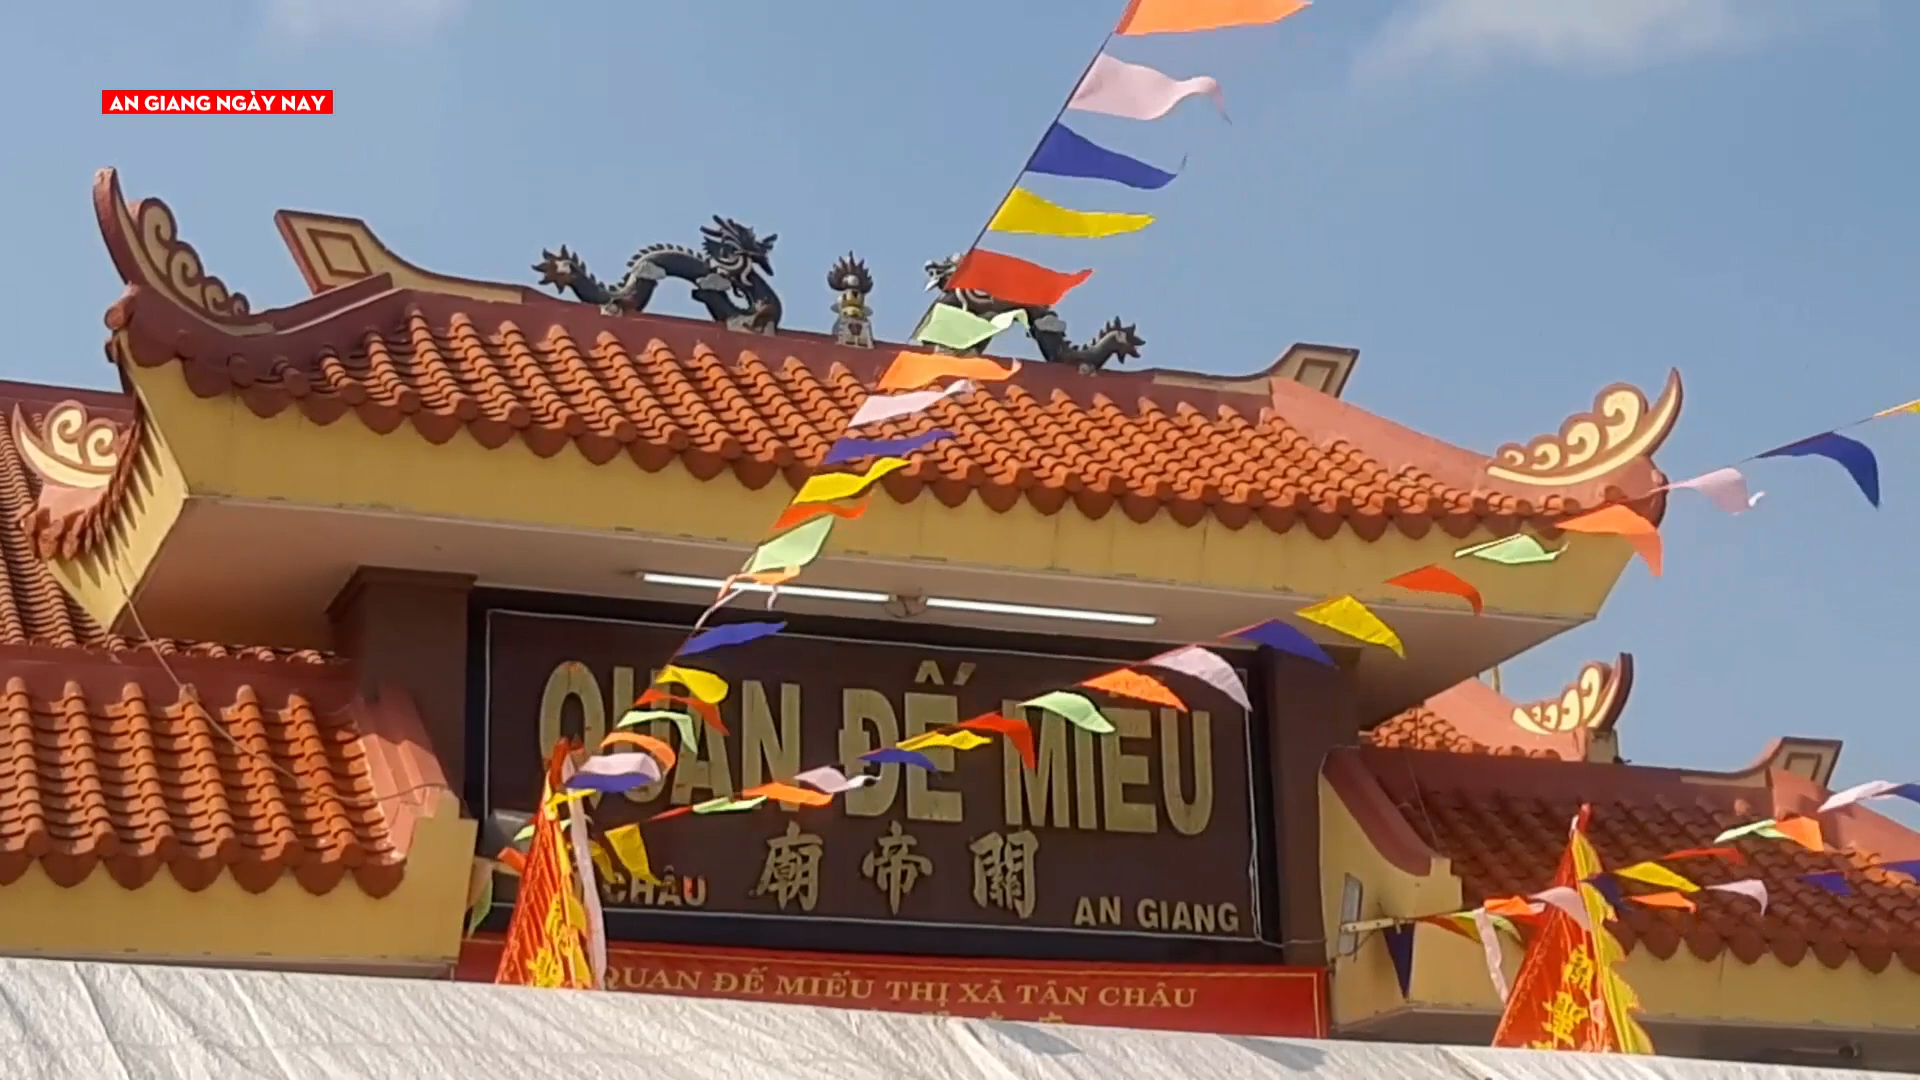 AN GIANG NGÀY NAY
QUAN ĐẾ MIẾU
廟帝關
CHÂU
AN GIANG
QUAN ĐẾ MIẾU THỊ XÃ TÂN CHÂU